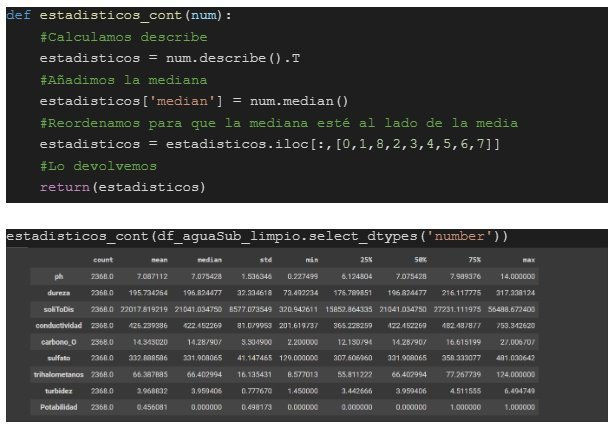 def estadisticos_cont(num):
#Calculamos describe
estadisticos = num.describe().T
#Añadimos la mediana
estadisticos['median'] = num.median()
#Reordenamos para que la mediana esté al lado de la media
estadisticos = estadisticos.iloc[:,[0,1,8,2,3,4,5,6,7]]
#Lo devolvemos
return(estadisticos)
estadisticos_cont(df_aguaSub_limpio.select_dtypes('number'))
count mean median std min 25% 50% 75% max
ph 2368.0 7.087112 7.075428 1.536346 0.227499 6.124804 7.075428 7.989376 14.000000
dureza 2368.0 195.734264 196.824477 32.334618 73.492234 176.789851 196.824477 216.117775 317.338124
soliToDis 2368.0 22017.819219 21041.034750 8577.073549 320.942611 15852.864335 21041.034750 27231.111975 56488.672400
conductividad 2368.0 426.239386 422.452269 81.079953 201.619737 365.228259 422.452269 482.487877 753.342620
carbono_O 2368.0 14.343020 14.287907 3.304900 2.200000 12.130794 14.287907 16.615199 27.006707
sulfato 2368.0 332.888586 331.908065 41.147465 129.000000 307.606960 331.908065 358.333077 481.030642
trihalometanos 2368.0 66.387885 66.402994 16.135431 8.577013 55.811222 66.402994 77.267739 124.000000
turbidez 2368.0 3.968832 3.959406 0.777670 1.450000 3.442666 3.959406 4.511555 6.494749
Potabilidad 2368.0 0.456081 0.000000 0.498173 0.000000 0.000000 0.000000 1.000000 1.000000